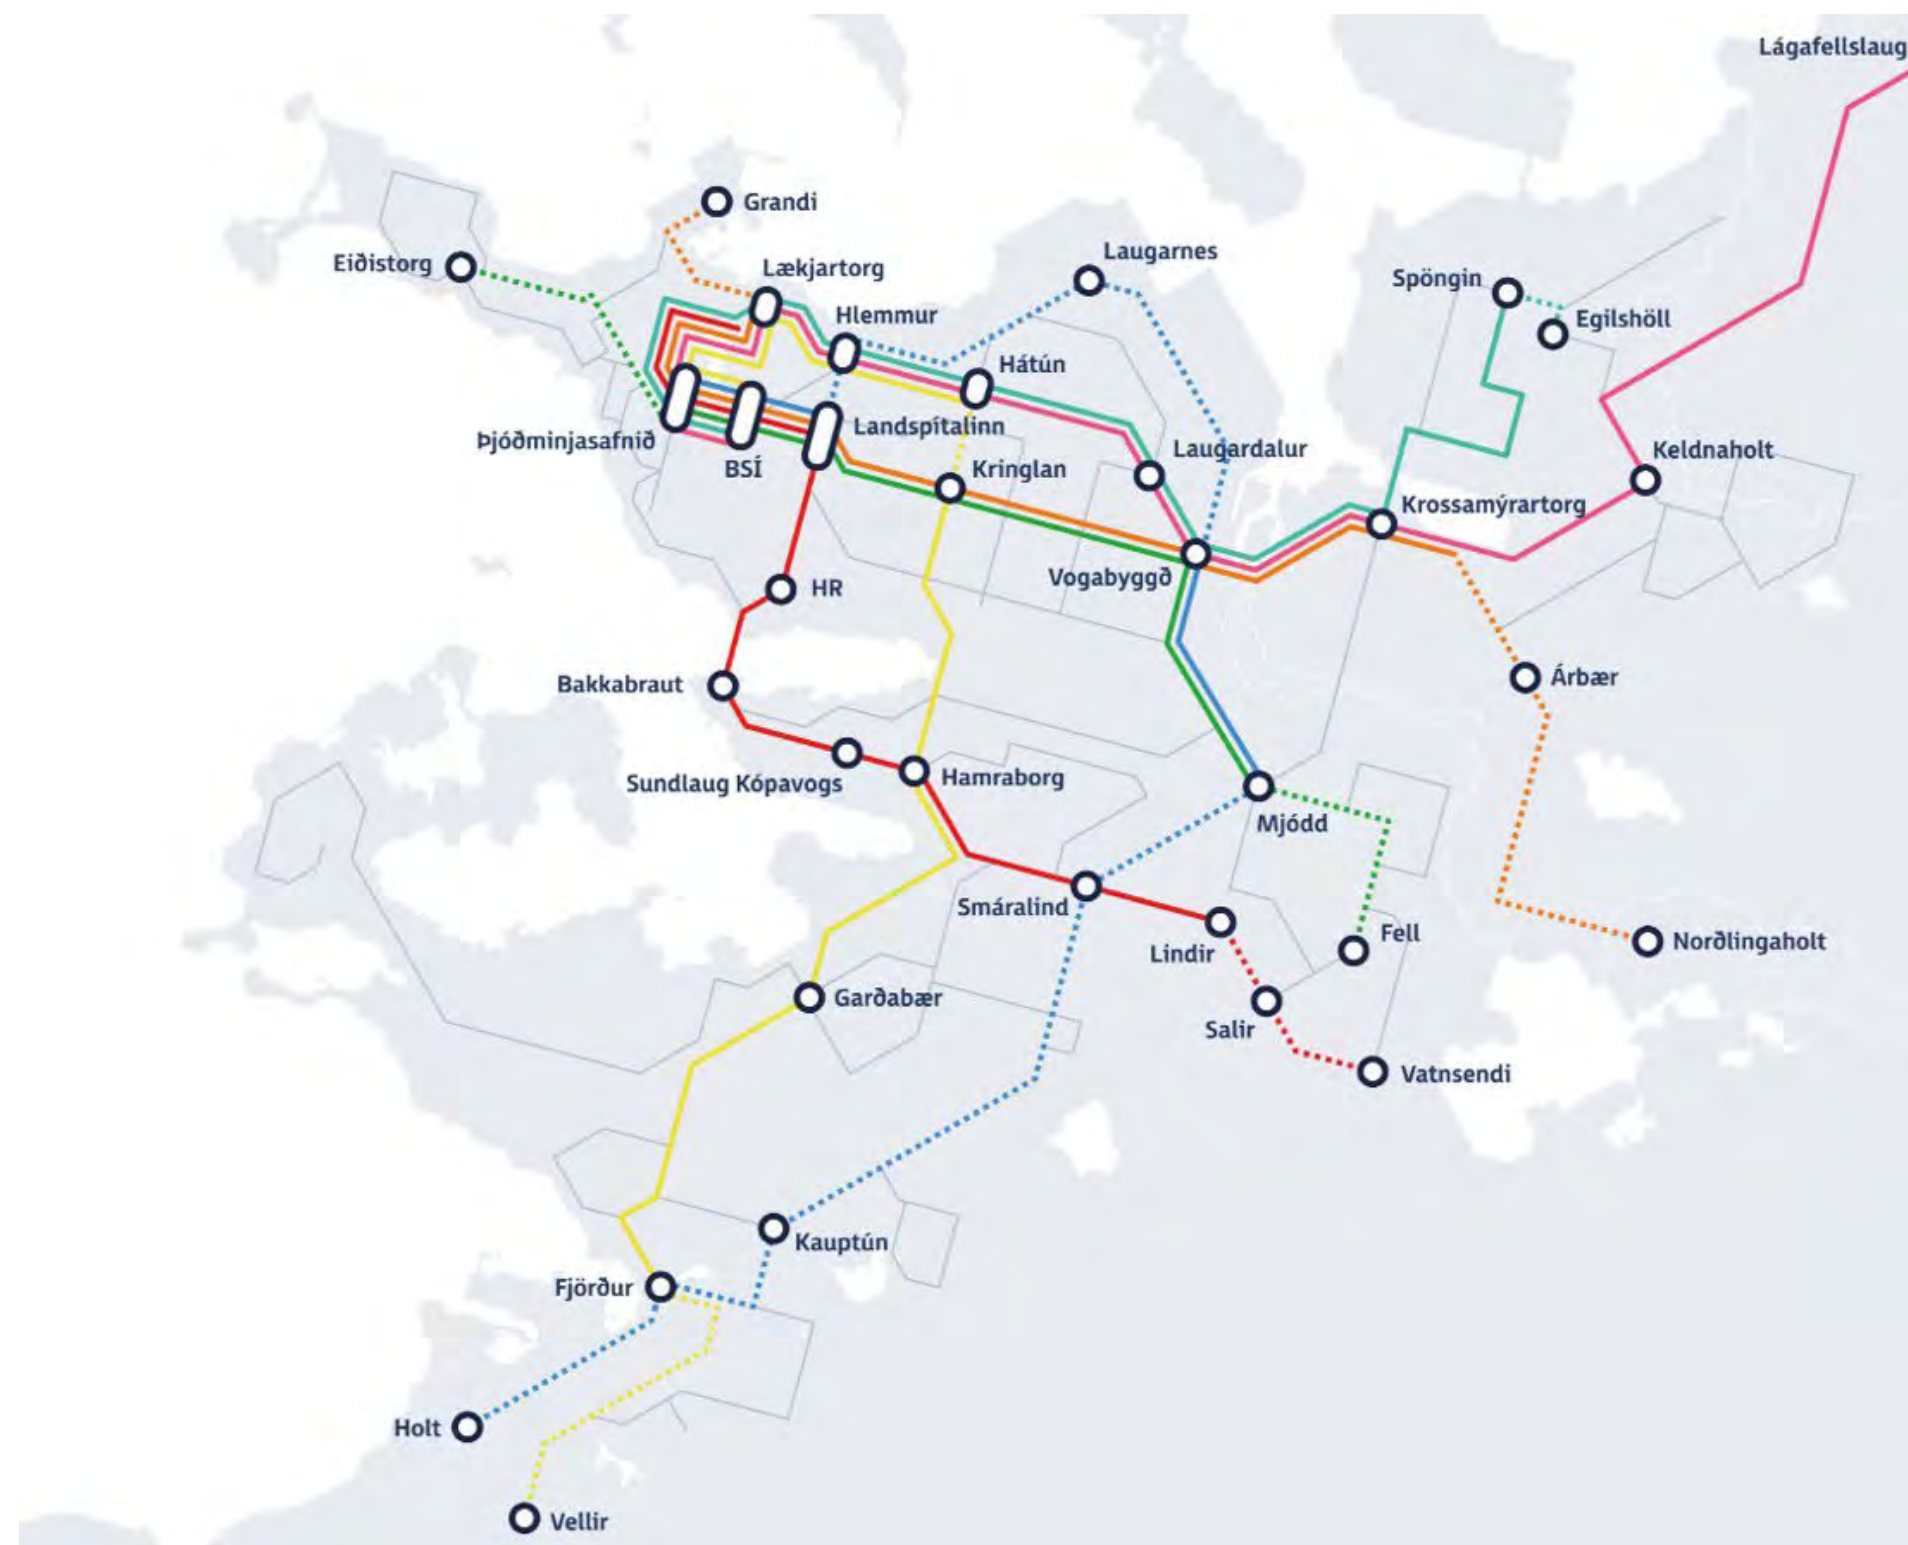 Lágafellslaug
Grandi
Eiðistorg
Lækjartorg
Laugarnes
Spöngin
Hlemmur
Egilshöll
Hátún
Þjóðminjasafnið
Landspítalinn
BSÍ
Kringlan
Laugardalur
Keldnaholt
Krossamýrartorg
Vogabyggð
HR
Bakkabraut
Árbær
Sundlaug Kópavogs
Hamraborg
Mjódd
Smáralind
Lindir
Fell
Norðlingaholt
Garðabær
Salir
Vatnsendi
Kauptún
Fjörður
Holt
Vellir